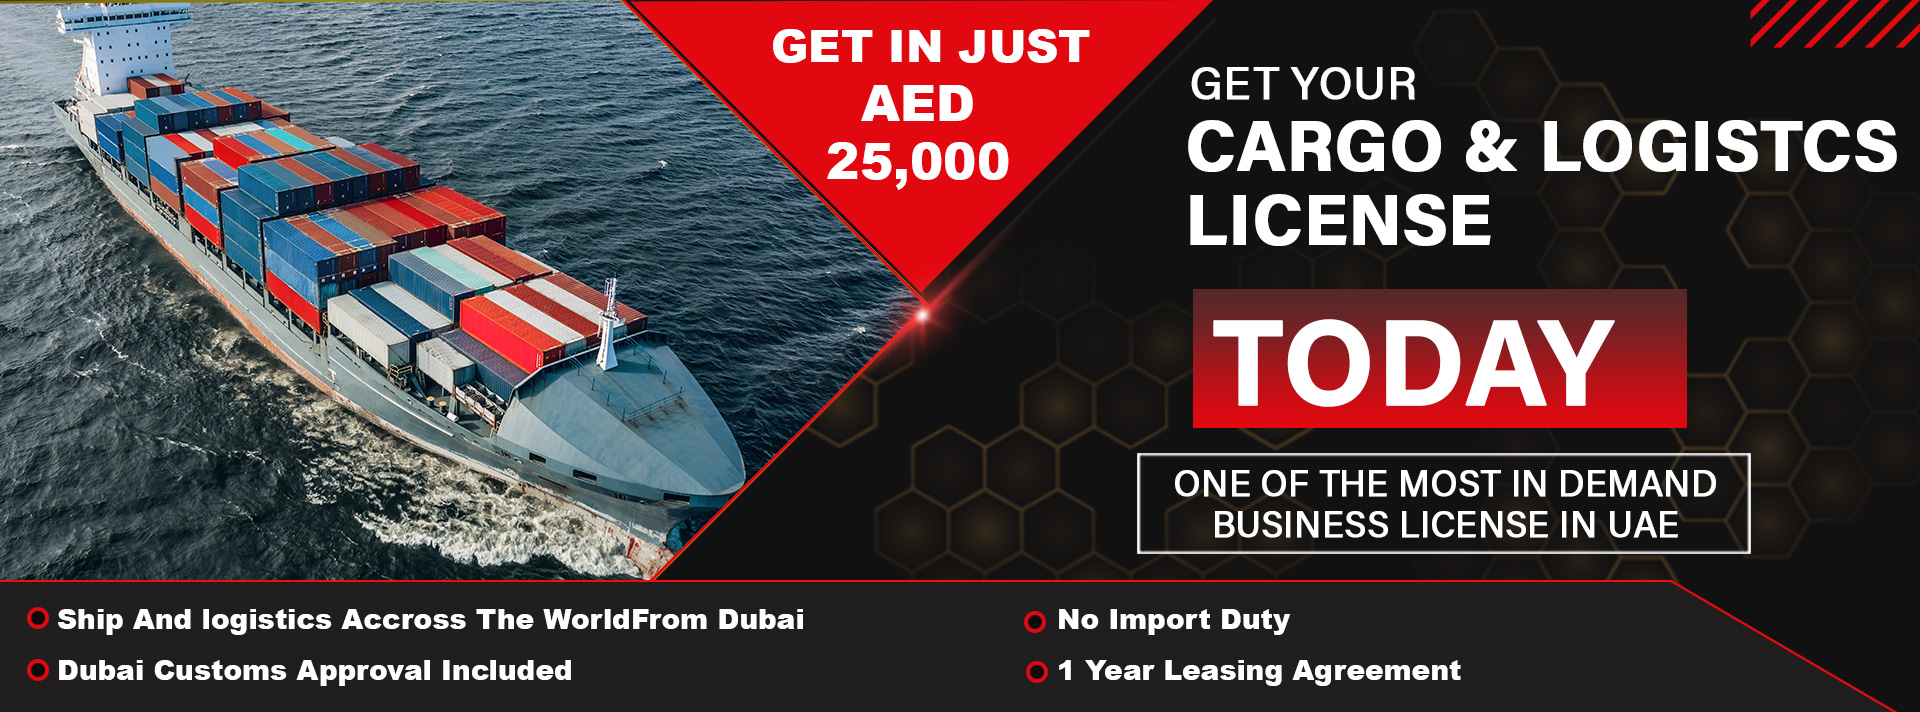 GET IN JUST
AED
25,000
GET YOUR
CARGO & LOGISTCS
LICENSE
TODAY
ONE OF THE MOST IN DEMAND
BUSINESS LICENSE IN UAE
Ship And logistics Accross The WorldFrom Dubai
Dubai Customs Approval Included
No Import Duty
1 Year Leasing Agreement